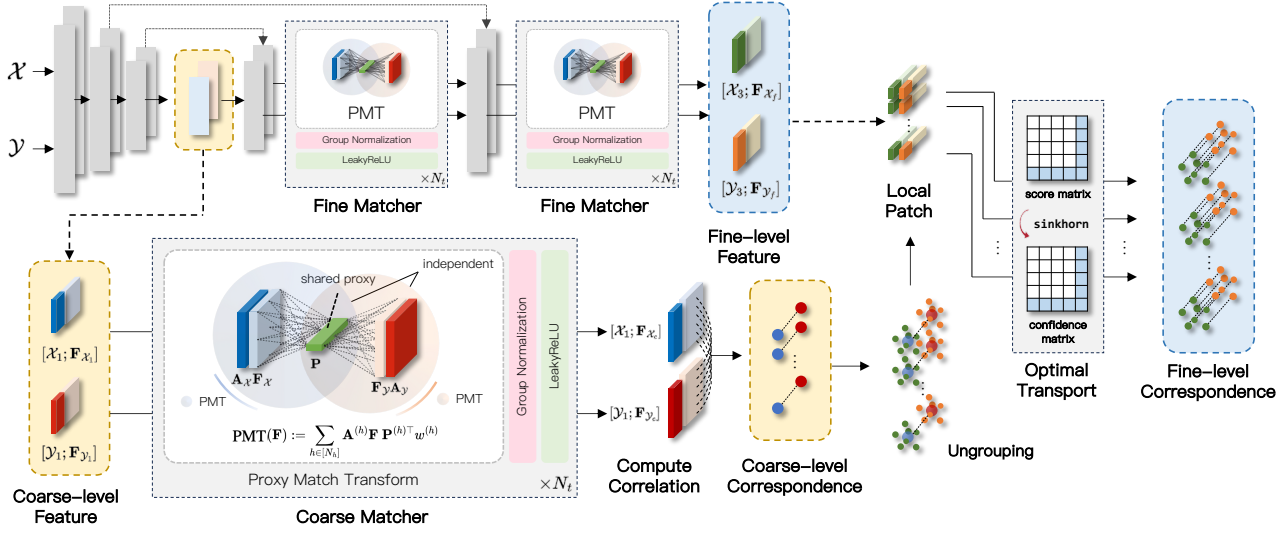 𝒳
𝒴
PMT
Group Normalization
LeakyReLU
×N_t
Fine Matcher
PMT
Group Normalization
LeakyReLU
×N_t
Fine Matcher
[𝒳_3; F_{𝒳_f}]
[𝒴_3; F_{𝒴_f}]
Fine-level
Feature
Local
Patch
score matrix
sinkhorn
confidence
matrix
Optimal
Transport
Fine-level
Correspondence
[𝒳_1; F_{𝒳_1}]
[𝒴_1; F_{𝒴_1}]
Coarse-level
Feature
shared proxy
independent
A_𝒳F_𝒳
P
F_𝒴A_𝒴
PMT
PMT
PMT(F) := ∑_{h∈[N_h]} A^{(h)}F P^{(h)⊤}w^{(h)}
Proxy Match Transform
Group Normalization
LeakyReLU
×N_t
Coarse Matcher
[𝒳_1; F_{𝒳_c}]
[𝒴_1; F_{𝒴_c}]
Compute
Correlation
Coarse-level
Correspondence
Ungrouping